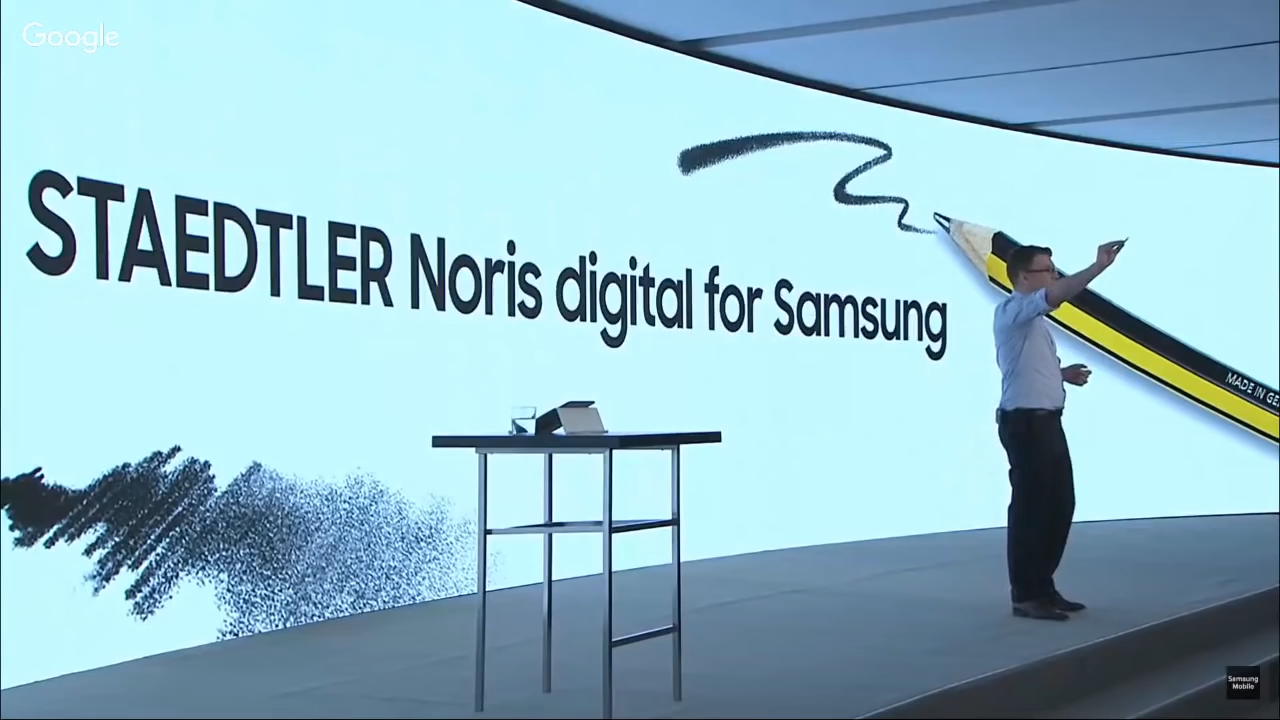 Google
STAEDTLER Noris digital for Samsung
MADE IN GE
Samsung
Mobile